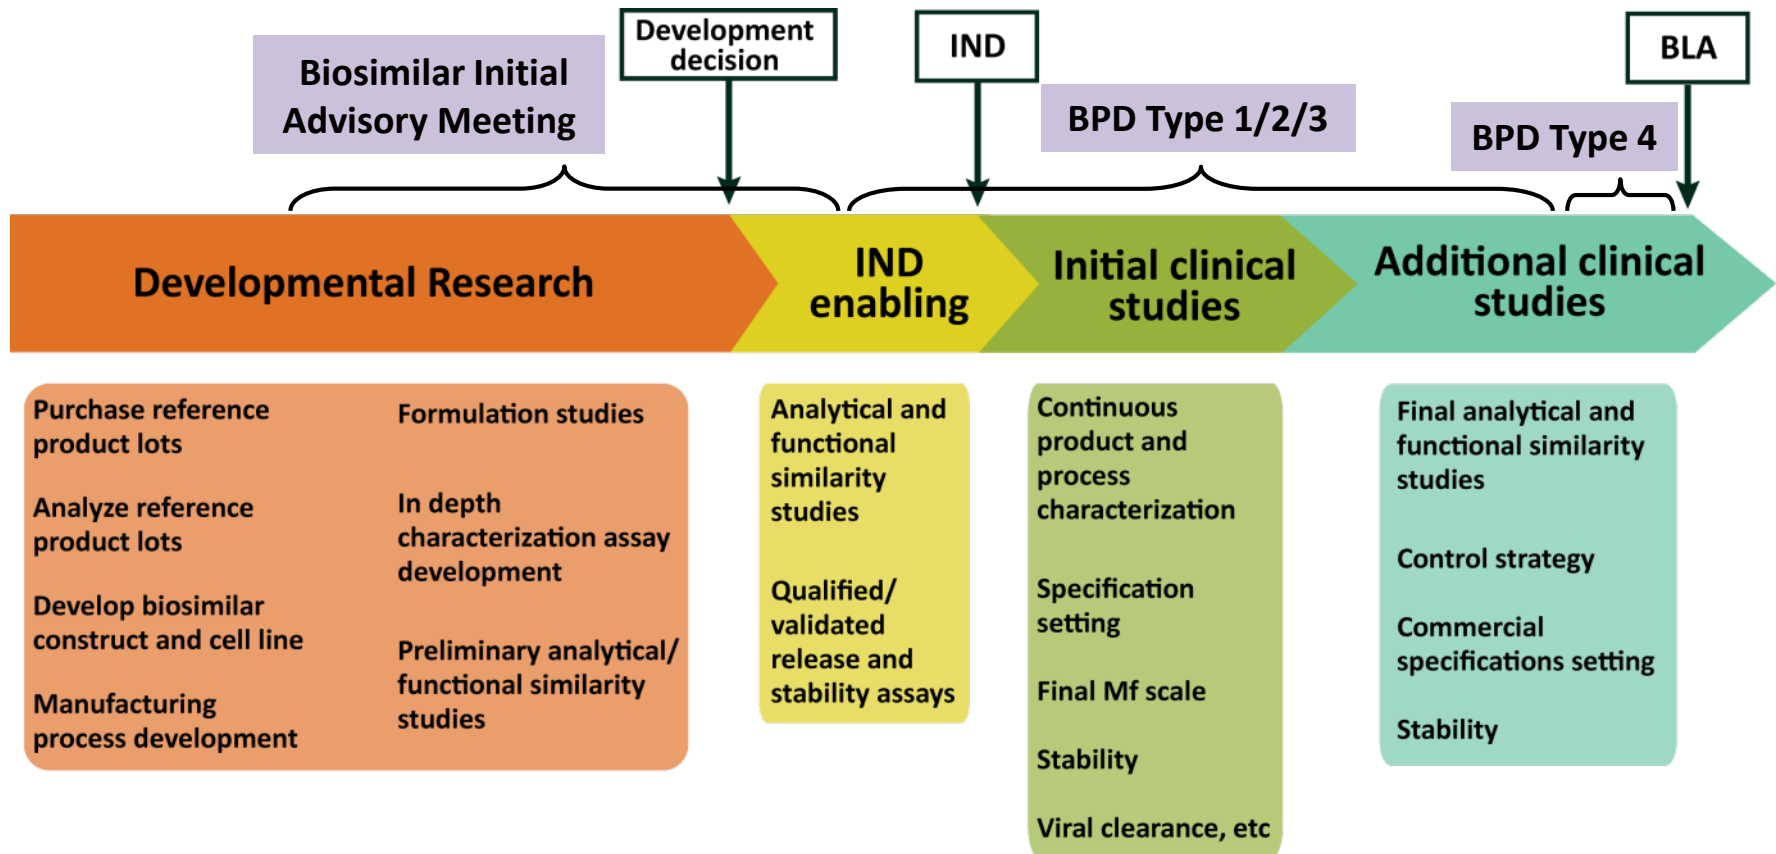 Development
decision
IND
BLA
Biosimilar Initial
Advisory Meeting
BPD Type 1/2/3
BPD Type 4
Developmental Research
IND
enabling
Initial clinical
studies
Additional clinical
studies
Purchase reference
product lots
Analyze reference
product lots
Develop biosimilar
construct and cell line
Manufacturing
process development
Formulation studies
In depth
characterization assay
development
Preliminary analytical/
functional similarity
studies
Analytical and
functional
similarity
studies
Qualified/
validated
release and
stability assays
Continuous
product and
process
characterization
Specification
setting
Final Mf scale
Stability
Viral clearance, etc
Final analytical and
functional similarity
studies
Control strategy
Commercial
specifications setting
Stability